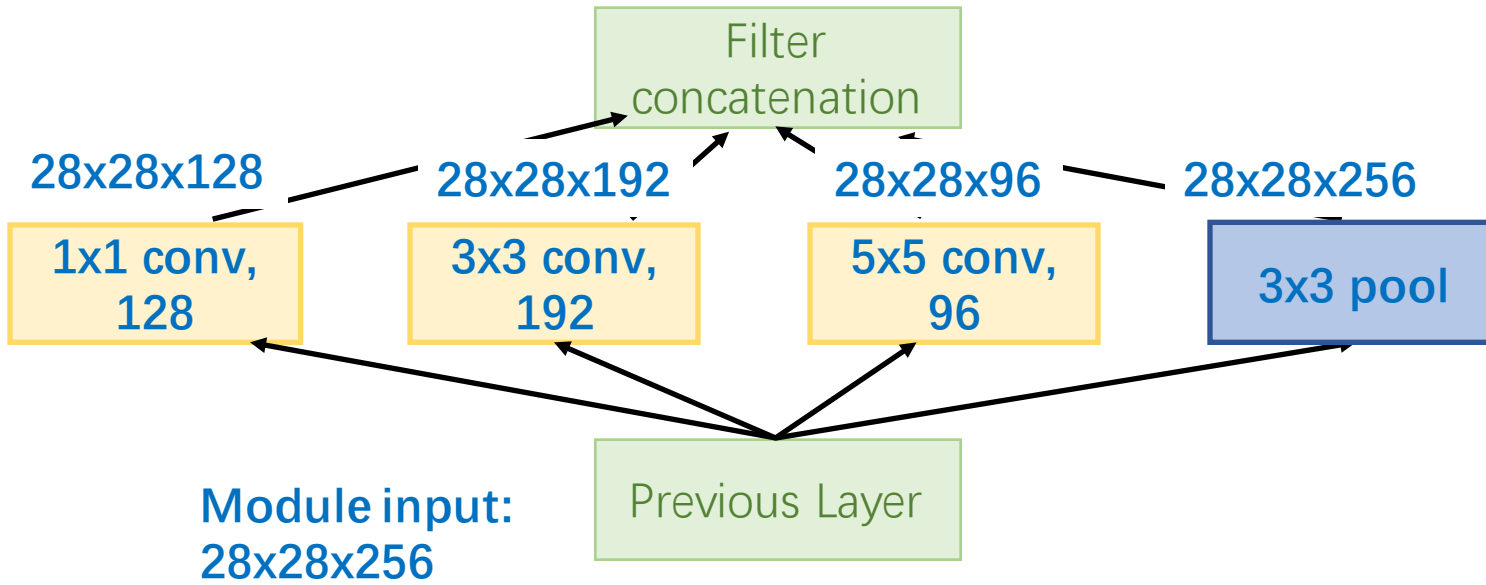 Filter
concatenation
28x28x128
28x28x192
28x28x96
28x28x256
1x1 conv,
128
3x3 conv,
192
5x5 conv,
96
3x3 pool
Previous Layer
Module input:
28x28x256